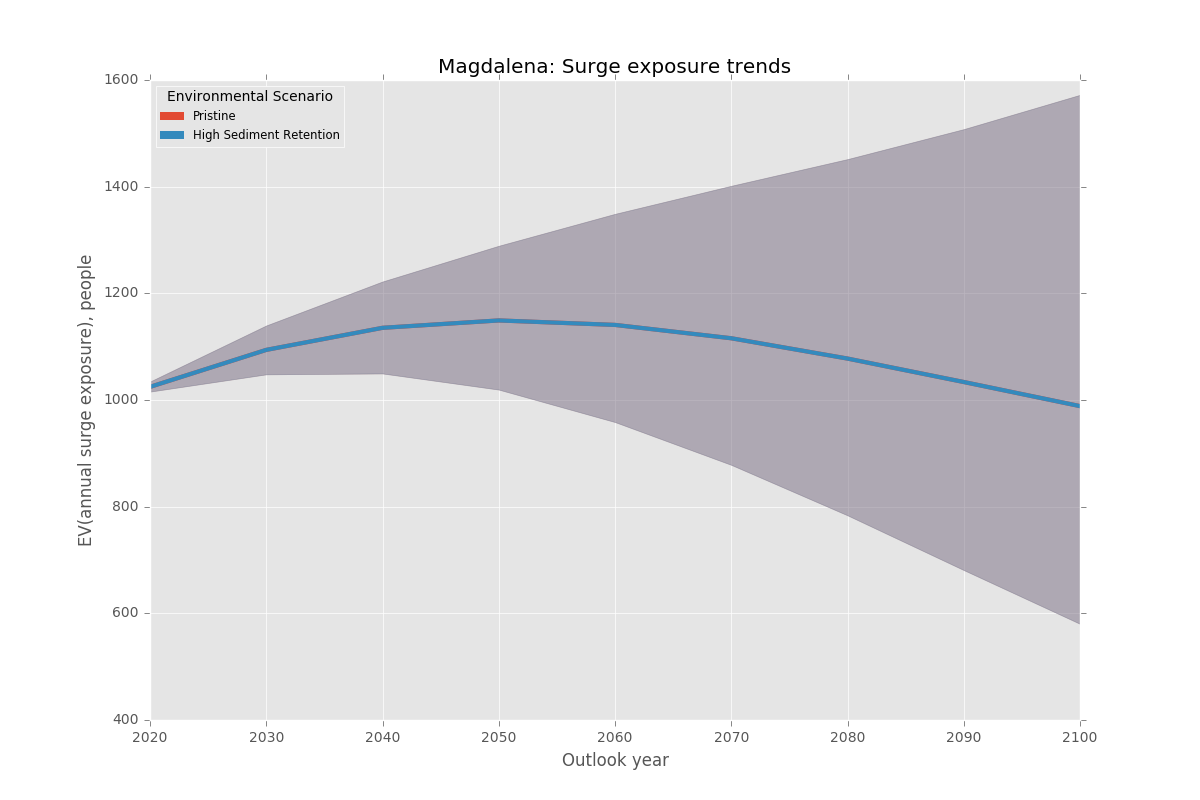 Magdalena: Surge exposure trends
1600
Environmental Scenario
Pristine
High Sediment Retention
1400
1200
1000
800
600
400
EV(annual surge exposure), people
2020 2030 2040 2050 2060 2070 2080 2090 2100
Outlook year